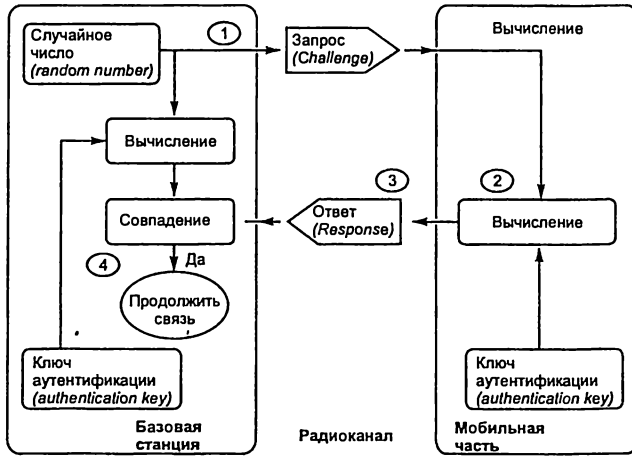 Случайное
число
(random number)
1
Запрос
(Challenge)
Вычисление
Вычисление
3
2
Совпадение
Ответ
(Response)
Вычисление
4
Да
Продолжить
связь
Ключ
аутентификации
(authentication key)
Ключ
аутентификации
(authentication key)
Базовая
станция
Радиоканал
Мобильная
часть